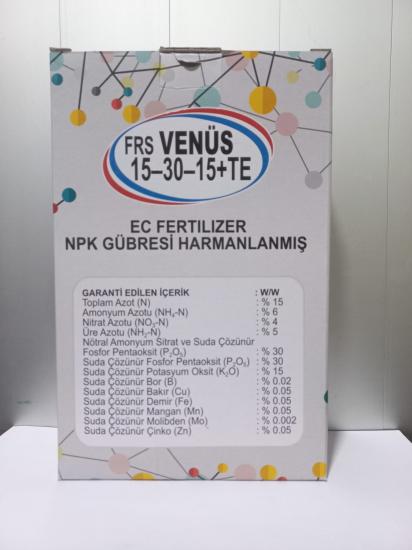 FRS VENÜS
15–30–15+TE
EC FERTILIZER
NPK GÜBRESİ HARMANLANMIŞ
GARANTİ EDİLEN İÇERİK : W/W
Toplam Azot (N) : % 15
Amonyum Azotu (NH₄-N) : % 6
Nitrat Azotu (NO₃-N) : % 4
Üre Azotu (NH₂-N) : % 5
Nötral Amonyum Sitrat ve Suda Çözünür
Fosfor Pentaoksit (P₂O₅) : % 30
Suda Çözünür Fosfor Pentaoksit (P₂O₅) : % 30
Suda Çözünür Potasyum Oksit (K₂O) : % 15
Suda Çözünür Bor (B) : % 0.02
Suda Çözünür Bakır (Cu) : % 0.05
Suda Çözünür Demir (Fe) : % 0.05
Suda Çözünür Mangan (Mn) : % 0.05
Suda Çözünür Molibden (Mo) : % 0.002
Suda Çözünür Çinko (Zn) : % 0.05